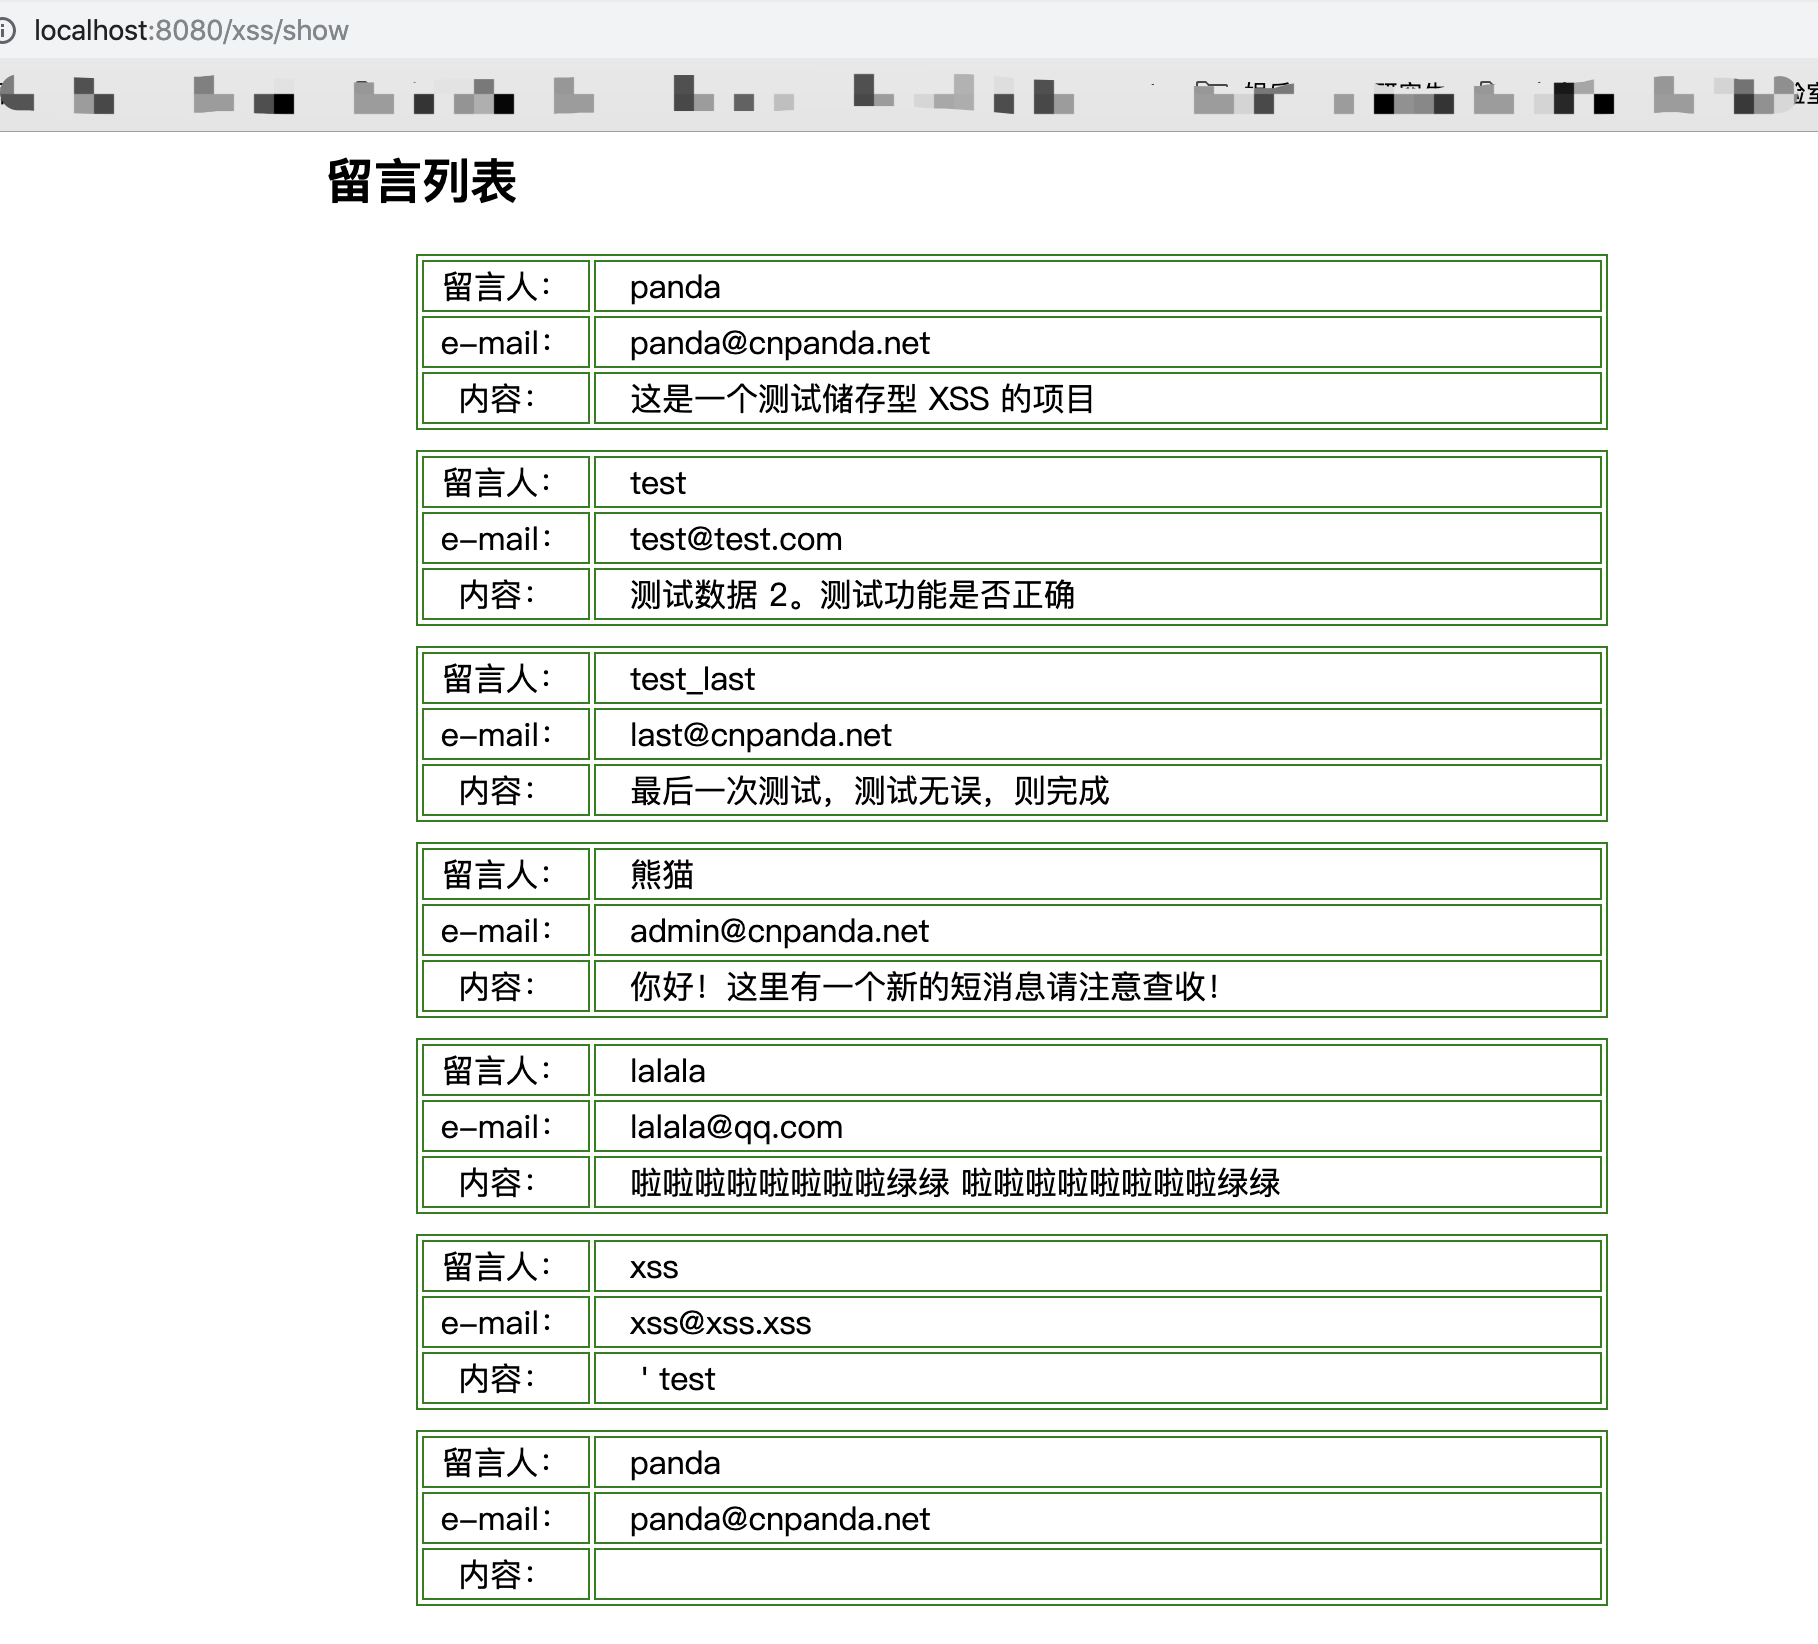 localhost:8080/xss/show
留言列表
留言人： panda
e-mail： panda@cnpanda.net
内容： 这是一个测试储存型 XSS 的项目
留言人： test
e-mail： test@test.com
内容： 测试数据 2。测试功能是否正确
留言人： test_last
e-mail： last@cnpanda.net
内容： 最后一次测试，测试无误，则完成
留言人： 熊猫
e-mail： admin@cnpanda.net
内容： 你好！这里有一个新的短消息请注意查收！
留言人： lalala
e-mail： lalala@qq.com
内容： 啦啦啦啦啦啦啦啦绿绿 啦啦啦啦啦啦啦啦绿绿
留言人： xss
e-mail： xss@xss.xss
内容： ' test
留言人： panda
e-mail： panda@cnpanda.net
内容：